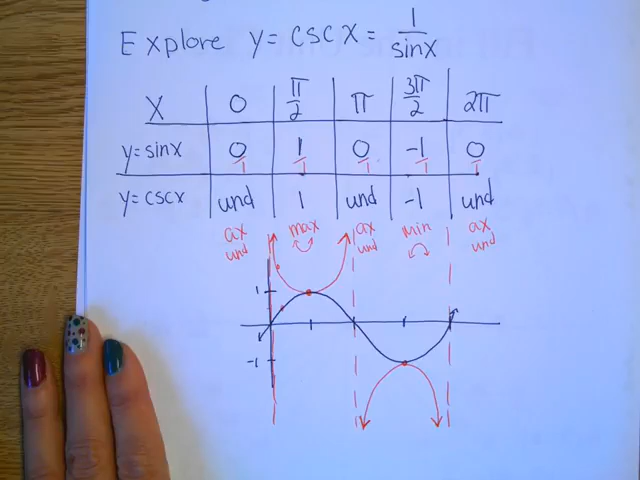 Explore y = csc x = 1/sinx
x 0 π/2 π 3π/2 2π
y=sinx 0/1 1/1 0/1 -1/1 0/1
y=cscx und 1 und -1 und
ax max ax min ax
und und und
1
-1